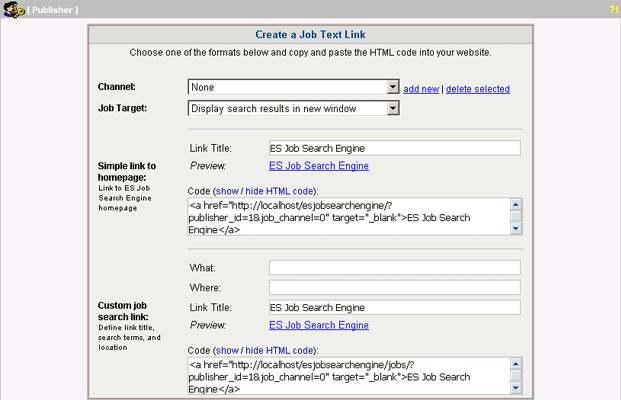 [ Publisher ]
?!
Create a Job Text Link
Choose one of the formats below and copy and paste the HTML code into your website.
Channel: None add new | delete selected
Job Target: Display search results in new window
Link Title: ES Job Search Engine
Simple link to homepage:
Link to ES Job Search Engine homepage
Preview: ES Job Search Engine
Code (show / hide HTML code):
<a href="http://localhost/esjobsearchengine/?
publisher_id=1&job_channel=0" target="_blank">ES Job Search
Engine</a>
What:
Where:
Custom job search link:
Define link title, search terms, and location
Link Title: ES Job Search Engine
Preview: ES Job Search Engine
Code (show / hide HTML code):
<a href="http://localhost/esjobsearchengine/jobs/?
publisher_id=1&job_channel=0" target="_blank">ES Job Search
Engine</a>